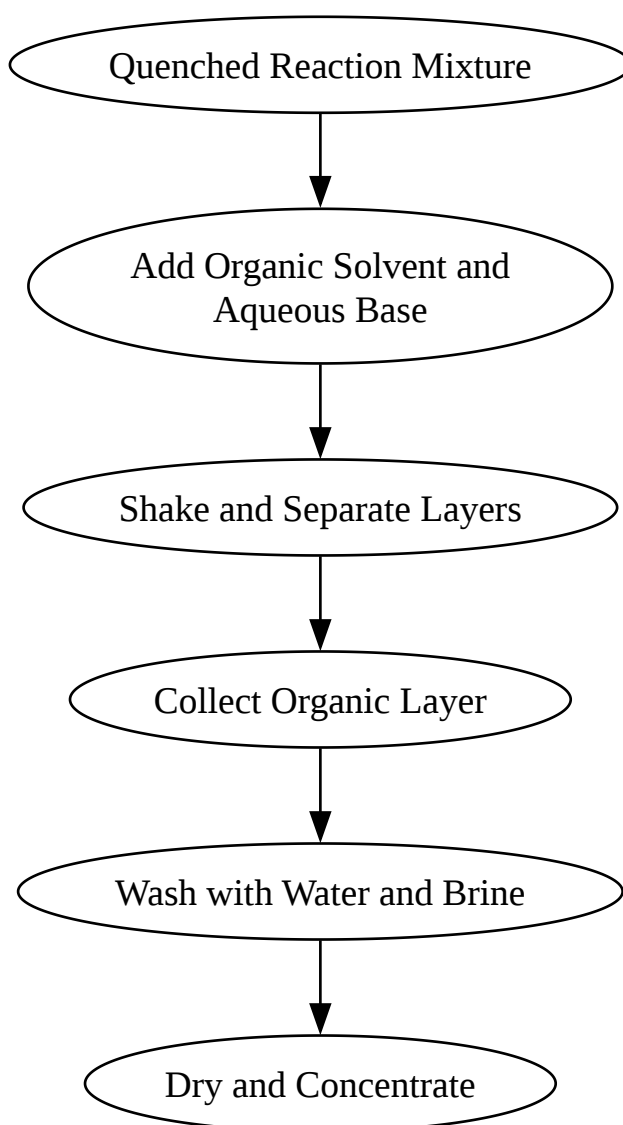 Quenched Reaction Mixture
Add Organic Solvent and
Aqueous Base
Shake and Separate Layers
Collect Organic Layer
Wash with Water and Brine
Dry and Concentrate